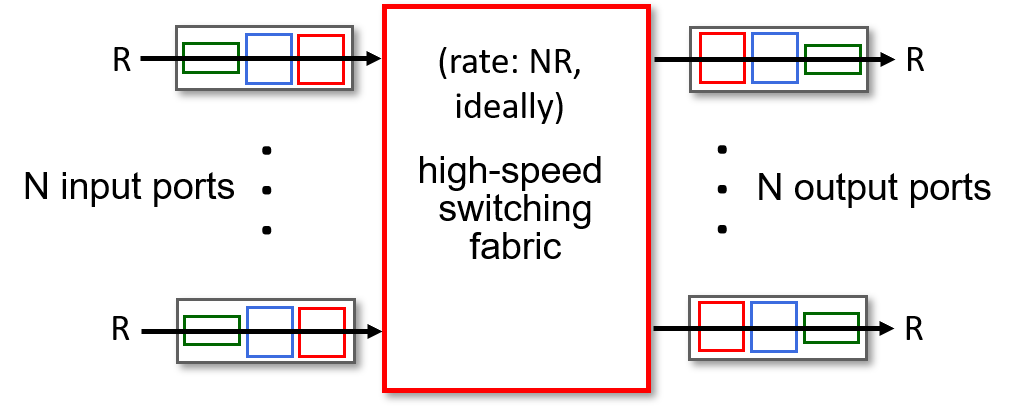 R
(rate: NR,
ideally)
R
high-speed
switching
fabric
N input ports
N output ports
R
R